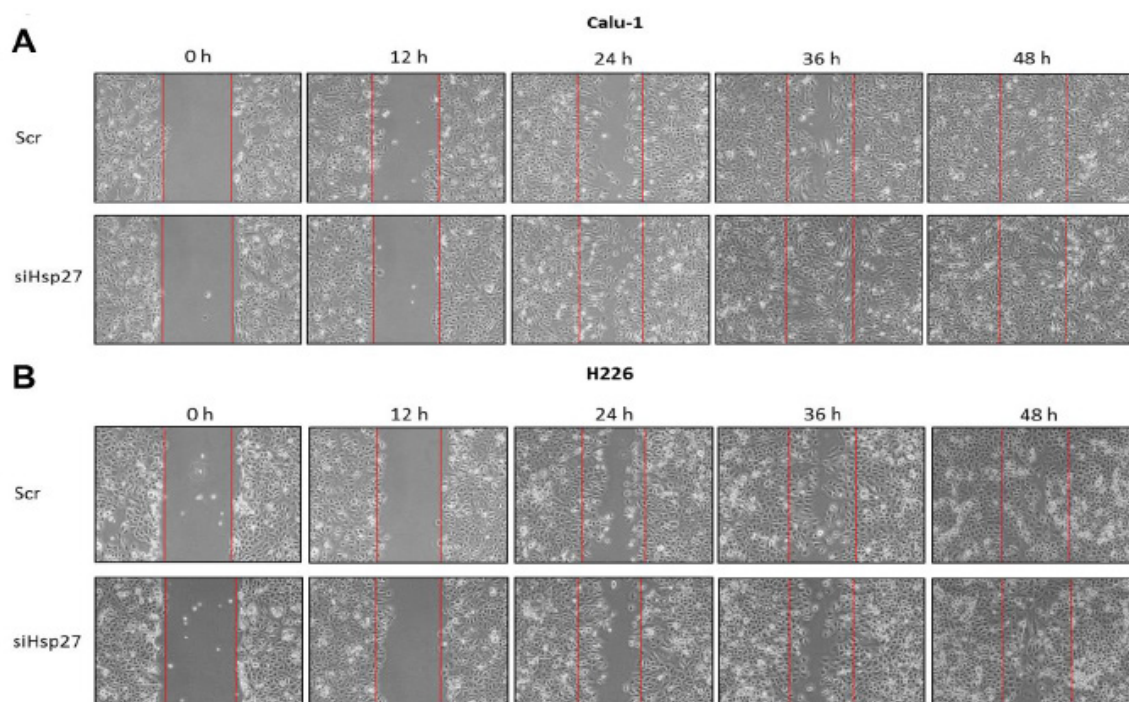 A
Calu-1
0 h 12 h 24 h 36 h 48 h
Scr
siHsp27
B
H226
0 h 12 h 24 h 36 h 48 h
Scr
siHsp27